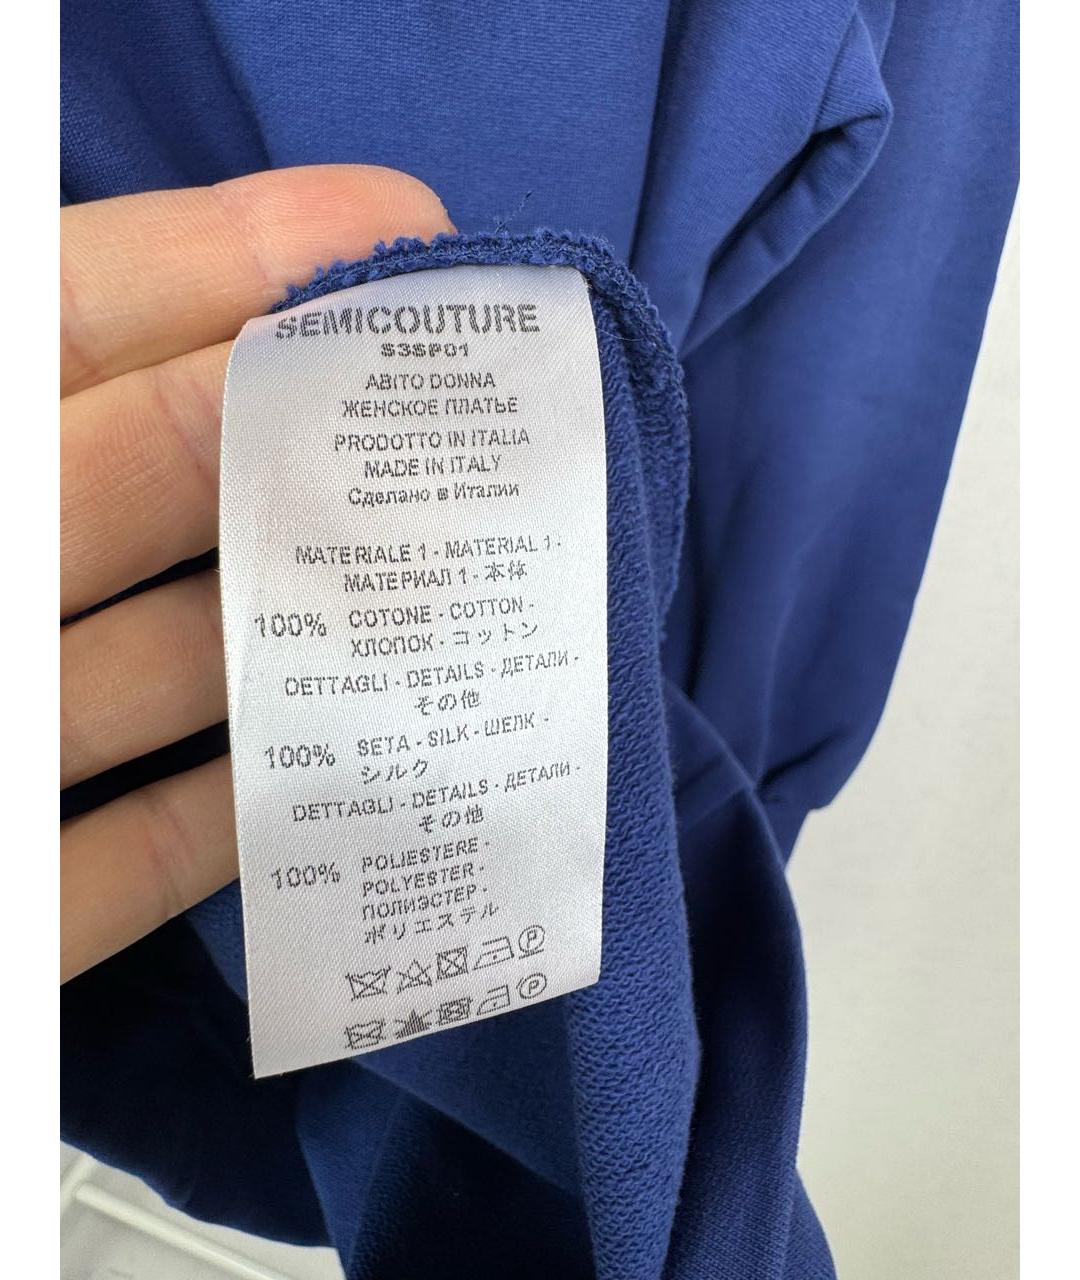 SEMICOUTURE
S3SP01
ABITO DONNA
ЖЕНСКОЕ ПЛАТЬЕ
PRODOTTO IN ITALIA
MADE IN ITALY
Сделано в Италии
MATERIALE 1 - MATERIAL 1 -
МАТЕРИАЛ 1 - 本体
100% COTONE - COTTON -
ХЛОПОК - コットン
DETTAGLI - DETAILS - ДЕТАЛИ -
その他
100% SETA - SILK - ШЕЛК -
シルク
DETTAGLI - DETAILS - ДЕТАЛИ -
その他
100% POLIESTERE -
POLYESTER -
ПОЛИЭСТЕР -
ポリエステル
P
P